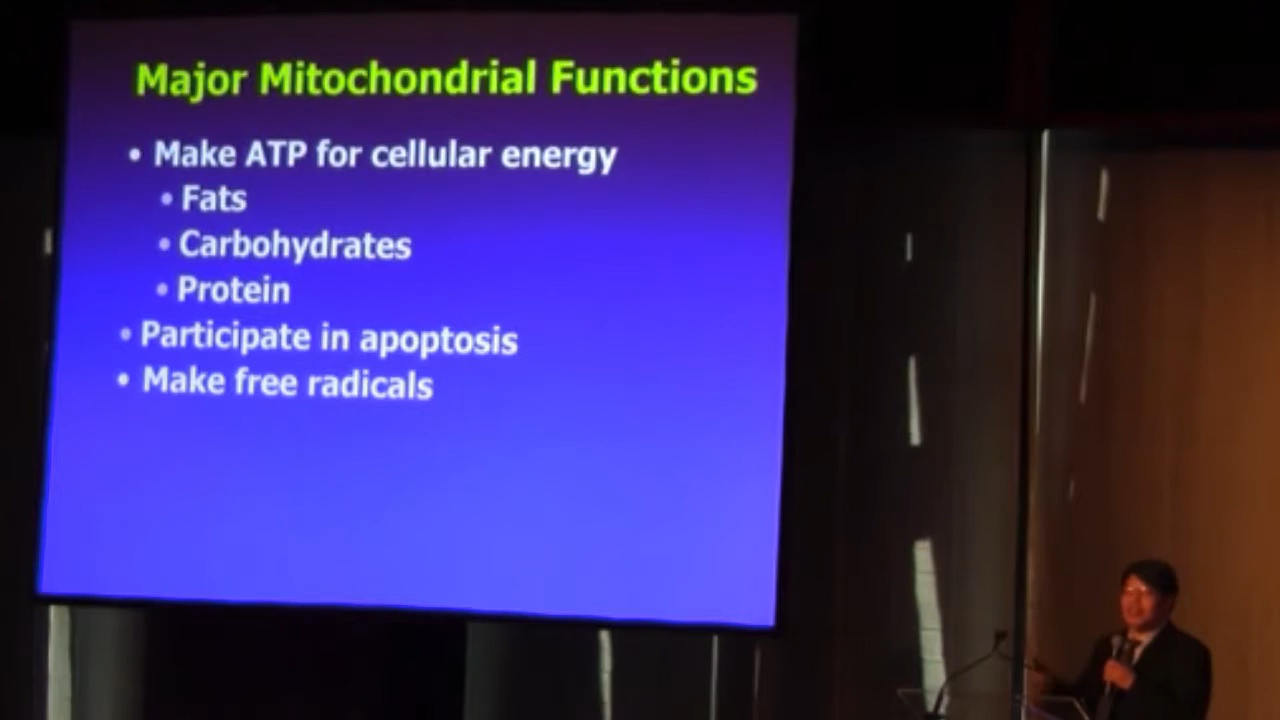 Major Mitochondrial Functions
• Make ATP for cellular energy
• Fats
• Carbohydrates
• Protein
• Participate in apoptosis
• Make free radicals